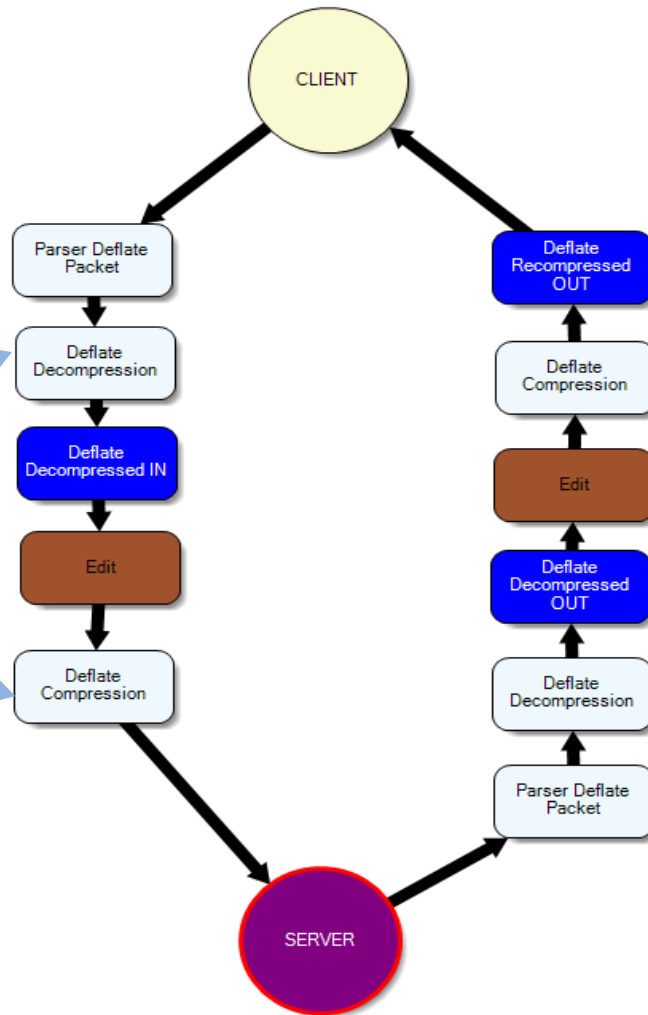 CLIENT
Parser Deflate
Packet
Deflate
Decompression
Deflate
Decompressed IN
Edit
Deflate
Compression
SERVER
Parser Deflate
Packet
Deflate
Decompression
Deflate
Decompressed
OUT
Edit
Deflate
Compression
Deflate
Recompressed
OUT